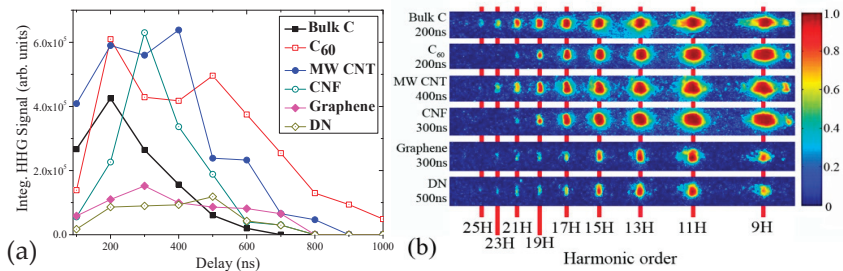 Integ. HHG Signal (arb. units)
6.0x10⁵
4.0x10⁵
2.0x10⁵
0.0
200
400
600
800
1000
Delay (ns)
Bulk C
C₆₀
MW CNT
CNF
Graphene
DN
(a)
Bulk C
200ns
C₆₀
200ns
MW CNT
400ns
CNF
300ns
Graphene
300ns
DN
500ns
25H
23H
21H
19H
17H
15H
13H
11H
9H
Harmonic order
(b)
1.0
0.8
0.6
0.4
0.2
0